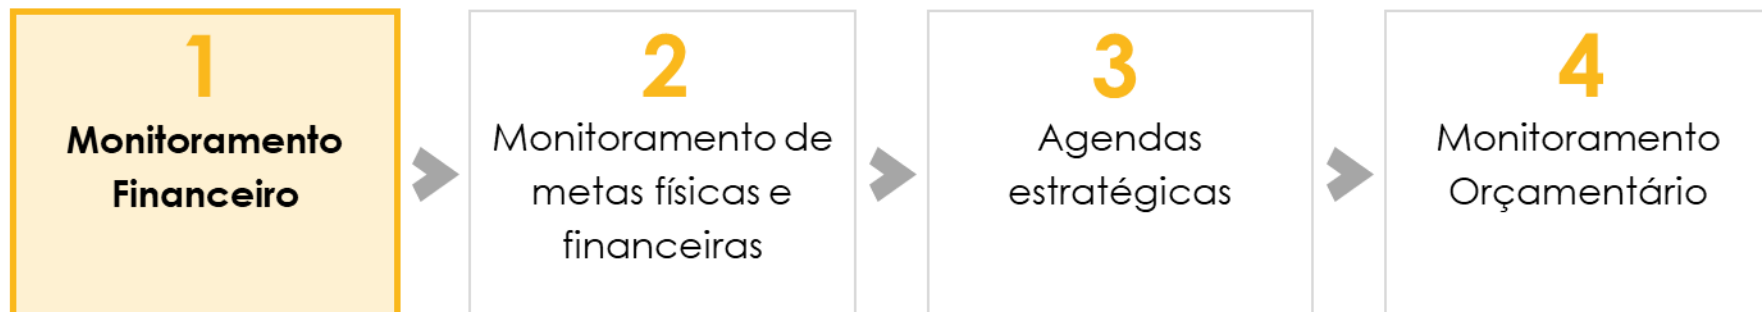 1
Monitoramento
Financeiro
2
Monitoramento de
metas físicas e
financeiras
3
Agendas
estratégicas
4
Monitoramento
Orçamentário